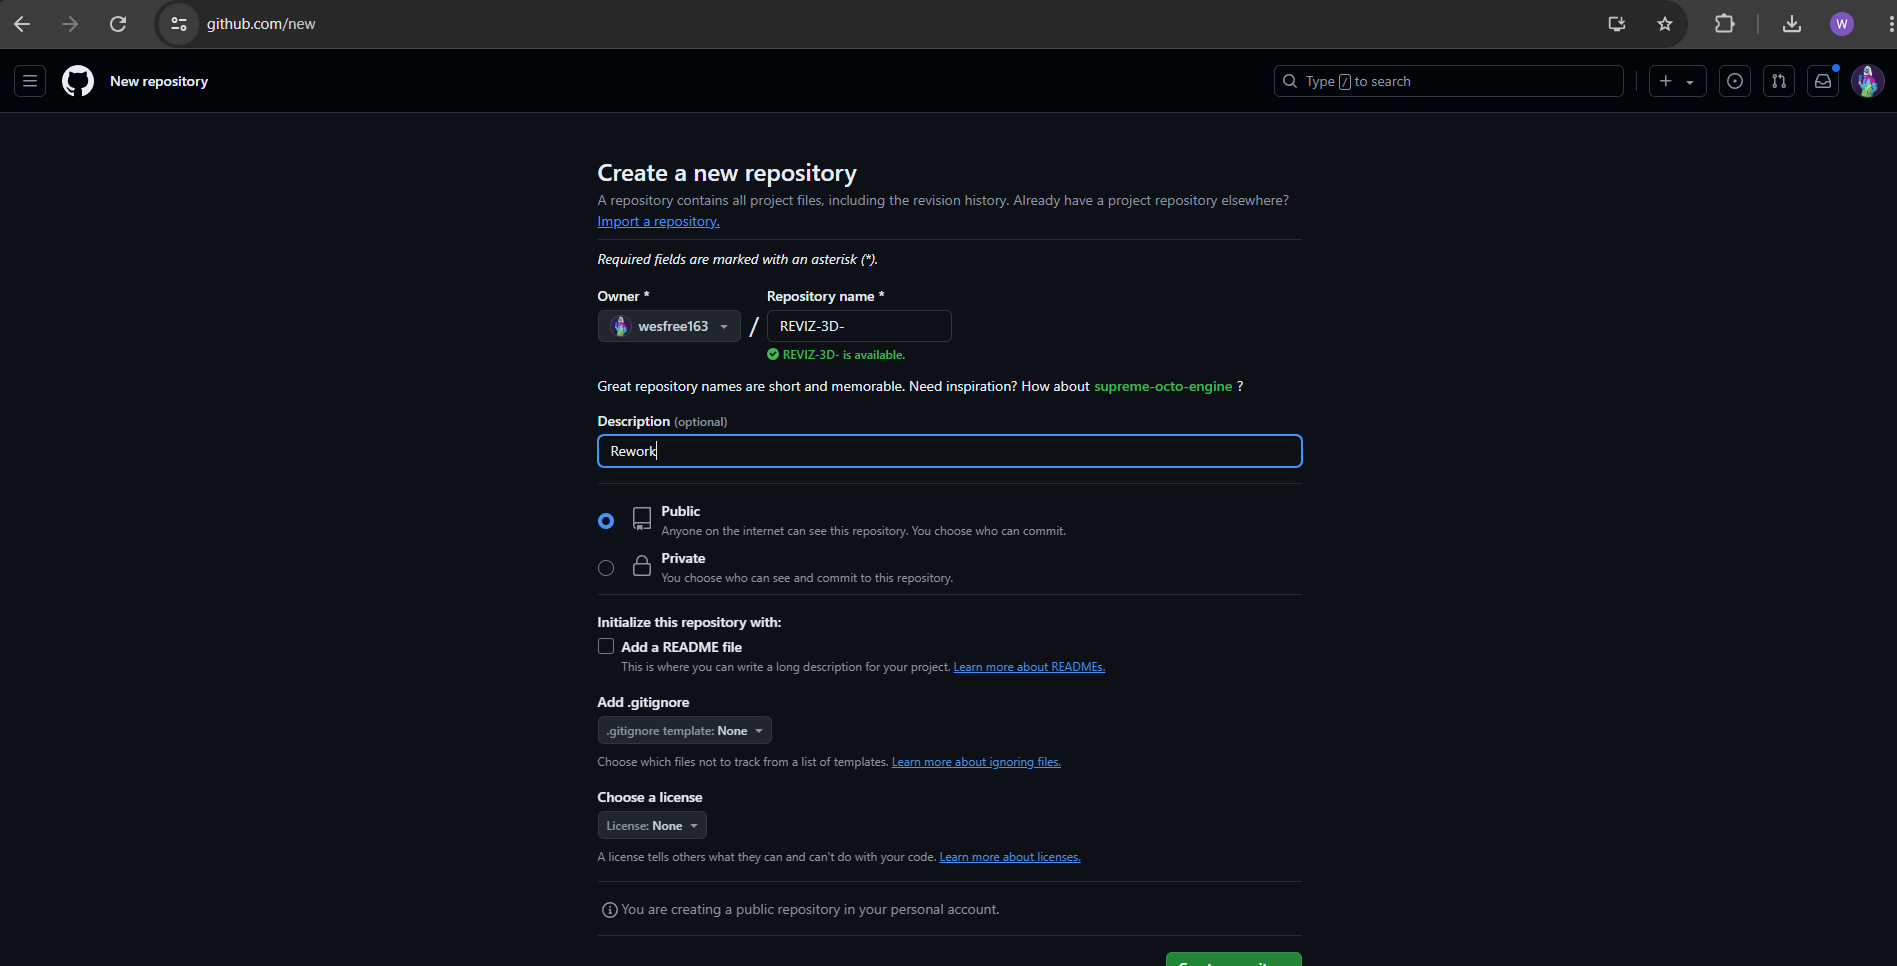 github.com/new
W
New repository
Type / to search
Create a new repository
A repository contains all project files, including the revision history. Already have a project repository elsewhere?
Import a repository.
Required fields are marked with an asterisk (*).
Owner * Repository name *
wesfree163 / REVIZ-3D-
REVIZ-3D- is available.
Great repository names are short and memorable. Need inspiration? How about supreme-octo-engine ?
Description (optional)
Rework
Public
Anyone on the internet can see this repository. You choose who can commit.
Private
You choose who can see and commit to this repository.
Initialize this repository with:
Add a README file
This is where you can write a long description for your project. Learn more about READMEs.
Add .gitignore
.gitignore template: None
Choose which files not to track from a list of templates. Learn more about ignoring files.
Choose a license
License: None
A license tells others what they can and can't do with your code. Learn more about licenses.
You are creating a public repository in your personal account.